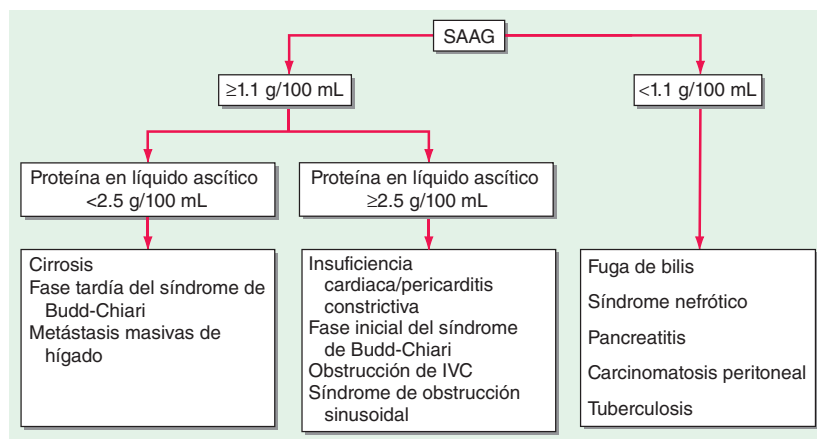 SAAG
≥1.1 g/100 mL
<1.1 g/100 mL
Proteína en líquido ascítico
<2.5 g/100 mL
Proteína en líquido ascítico
≥2.5 g/100 mL
Cirrosis
Fase tardía del síndrome de
Budd-Chiari
Metástasis masivas de
hígado
Insuficiencia
cardiaca/pericarditis
constrictiva
Fase inicial del síndrome
de Budd-Chiari
Obstrucción de IVC
Síndrome de obstrucción
sinusoidal
Fuga de bilis
Síndrome nefrótico
Pancreatitis
Carcinomatosis peritoneal
Tuberculosis